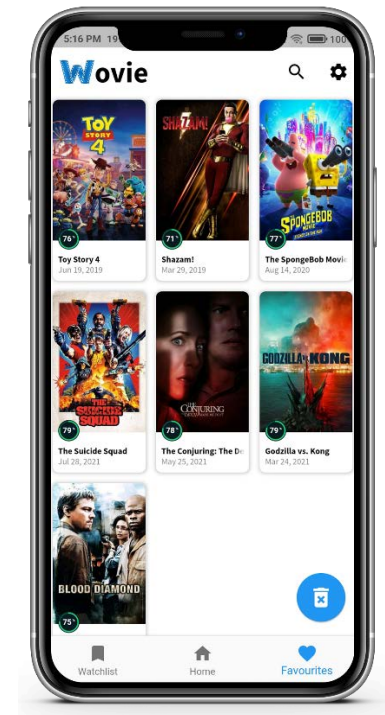 5:16 PM 19
100
Wovie
TOY
STORY
4
SHAZAM!
SPONGEBOB
MOVIE
76%
71%
77%
Toy Story 4
Shazam!
The SpongeBob Movi
Jun 19, 2019
Mar 29, 2019
Aug 14, 2020
THE
SUICIDE
SQUAD
THE
CONJURING
GODZILLA KONG
79%
78%
79%
The Suicide Squad
The Conjuring: The De
Godzilla vs. Kong
Jul 28, 2021
May 25, 2021
Mar 24, 2021
BLOOD DIAMOND
75%
Watchlist
Home
Favourites